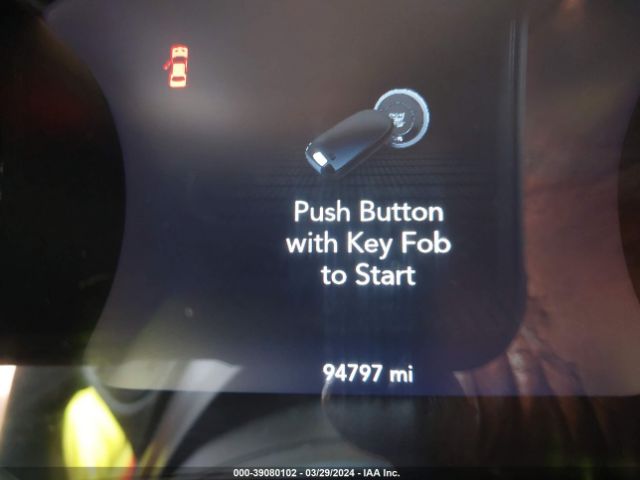 Push Button
with Key Fob
to Start
94797 mi
000-39080102 - 03/29/2024 - IAA Inc.